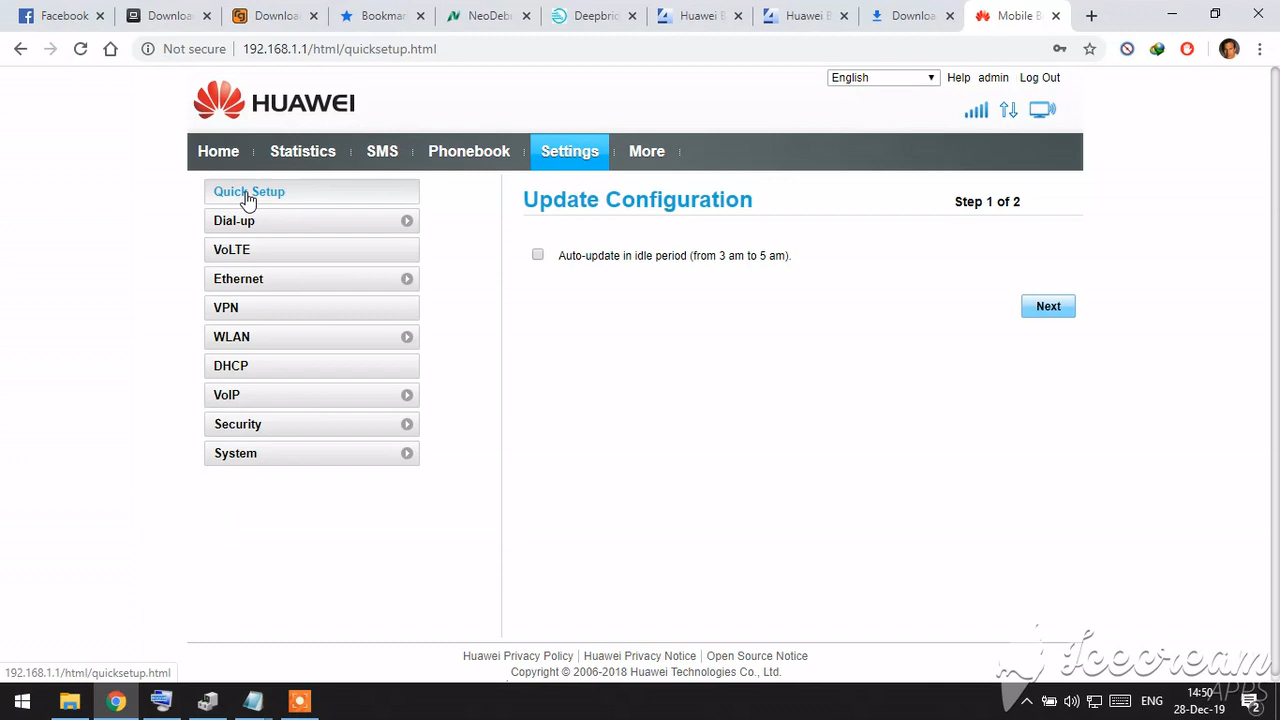 Facebook
Downloa
Downloa
Bookmar
NeoDeb
Deepbric
Huawei B
Huawei B
Downloa
Mobile B
Not secure
192.168.1.1/html/quicksetup.html
English
Help
admin
Log Out
HUAWEI
Home
Statistics
SMS
Phonebook
Settings
More
Quick Setup
Dial-up
VoLTE
Ethernet
VPN
WLAN
DHCP
VoIP
Security
System
Update Configuration
Step 1 of 2
Auto-update in idle period (from 3 am to 5 am).
Next
Huawei Privacy Policy | Huawei Privacy Notice | Open Source Notice
Copyright © 2006-2018 Huawei Technologies Co., Ltd.
192.168.1.1/html/quicksetup.html
Icecream
APPS
ENG
14:50
28-Dec-19
2